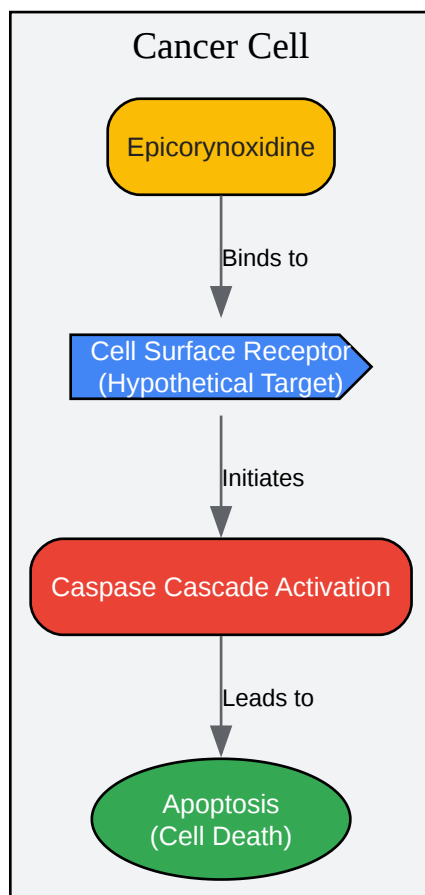 Cancer Cell
Epicorynoxidine
Binds to
Cell Surface Receptor
(Hypothetical Target)
Initiates
Caspase Cascade Activation
Leads to
Apoptosis
(Cell Death)